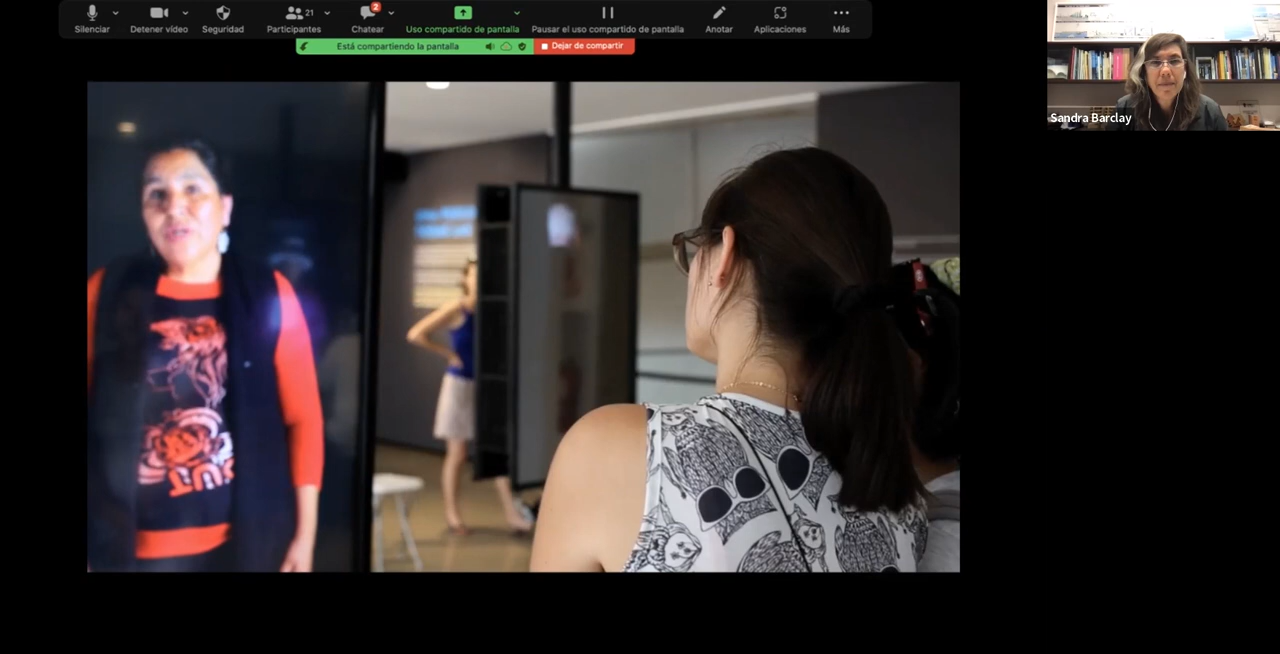 Silenciar
Detener vídeo
Seguridad
21
Participantes
2
Chatear
Uso compartido de pantalla
Pausar el uso compartido de pantalla
Anotar
Aplicaciones
Más
Está compartiendo la pantalla
Dejar de compartir
Sandra Barclay